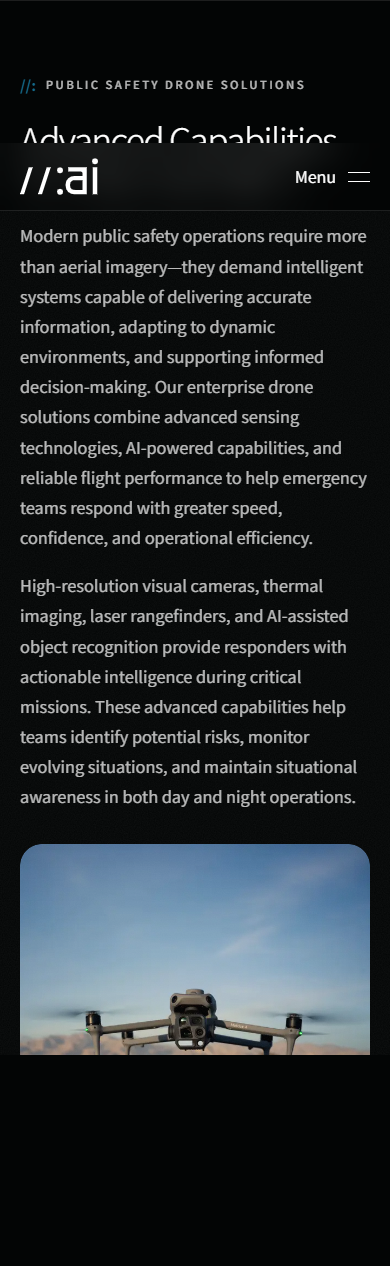 //: PUBLIC SAFETY DRONE SOLUTIONS
Advanced Capabilities
//:ai
Menu
Modern public safety operations require more
than aerial imagery—they demand intelligent
systems capable of delivering accurate
information, adapting to dynamic
environments, and supporting informed
decision-making. Our enterprise drone
solutions combine advanced sensing
technologies, AI-powered capabilities, and
reliable flight performance to help emergency
teams respond with greater speed,
confidence, and operational efficiency.
High-resolution visual cameras, thermal
imaging, laser rangefinders, and AI-assisted
object recognition provide responders with
actionable intelligence during critical
missions. These advanced capabilities help
teams identify potential risks, monitor
evolving situations, and maintain situational
awareness in both day and night operations.